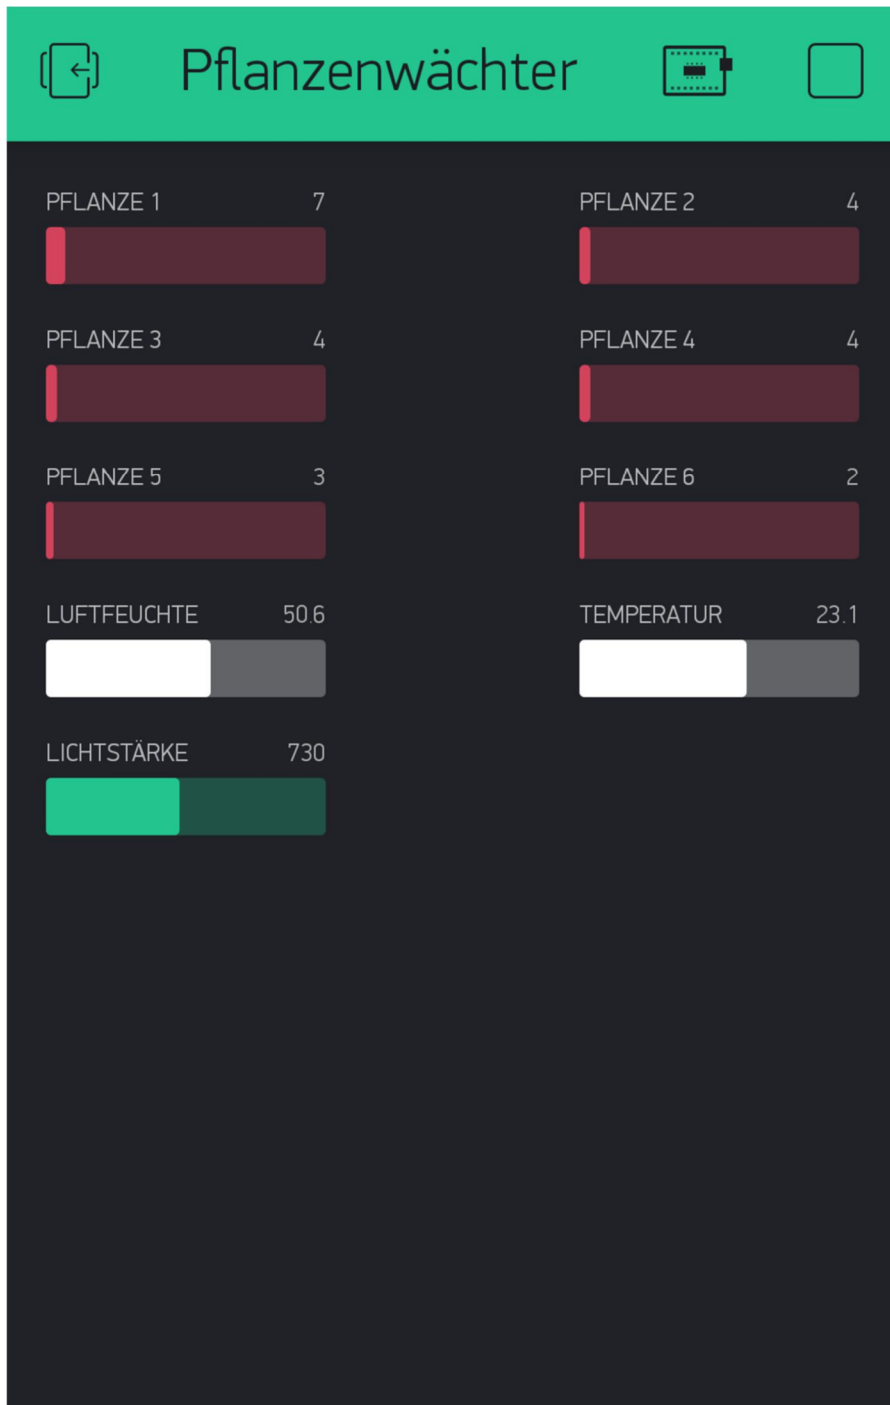 Pflanzenwächter
PFLANZE 1 7
PFLANZE 2 4
PFLANZE 3 4
PFLANZE 4 4
PFLANZE 5 3
PFLANZE 6 2
LUFTFEUCHTE 50.6
TEMPERATUR 23.1
LICHTSTÄRKE 730